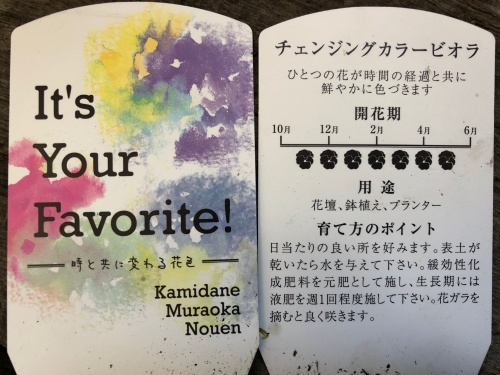 It's
Your
Favorite!
時と共に変わる花色
Kamidane
Muraoka
Nouen
チェンジングカラービオラ
ひとつの花が時間の経過と共に
鮮やかに色づきます
開花期
10月 12月 2月 4月 6月
用途
花壇、鉢植え、プランター
育て方のポイント
日当たりの良い所を好みます。表土が
乾いたら水を与えて下さい。緩効性化
成肥料を元肥として施し、生長期には
液肥を週1回程度施して下さい。花ガラを
摘むと良く咲きます。